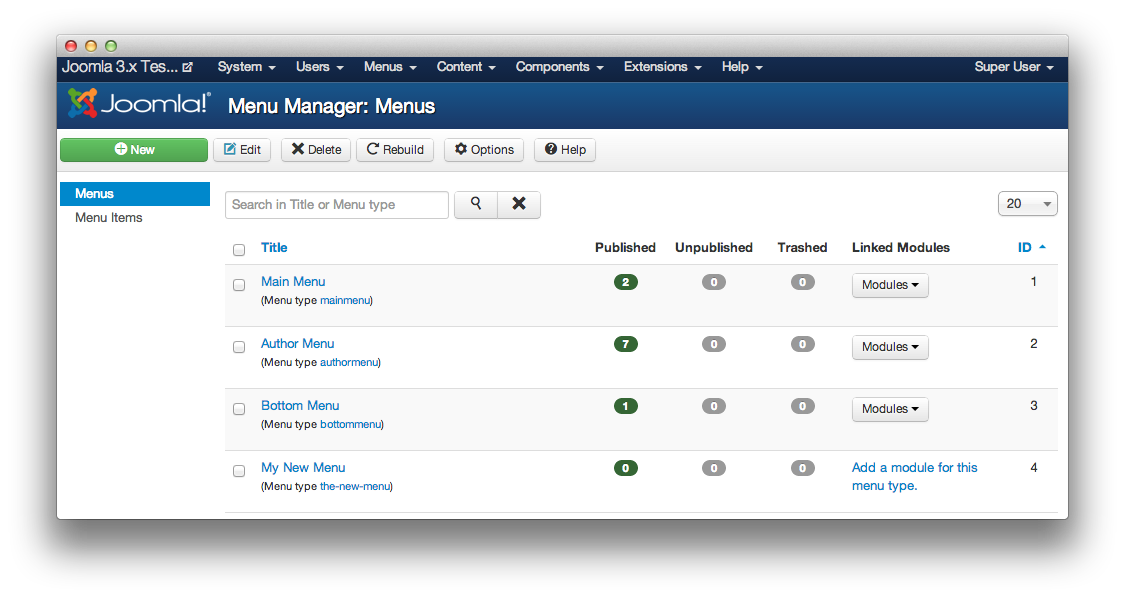 Joomla 3.x Tes... System Users Menus Content Components Extensions Help Super User
Joomla!® Menu Manager: Menus
New Edit Delete Rebuild Options Help
Menus
Menu Items
Search in Title or Menu type 20
Title Published Unpublished Trashed Linked Modules ID
Main Menu 2 0 0 Modules 1
(Menu type mainmenu)
Author Menu 7 0 0 Modules 2
(Menu type authormenu)
Bottom Menu 1 0 0 Modules 3
(Menu type bottommenu)
My New Menu 0 0 0 Add a module for this 4
(Menu type the-new-menu) menu type.